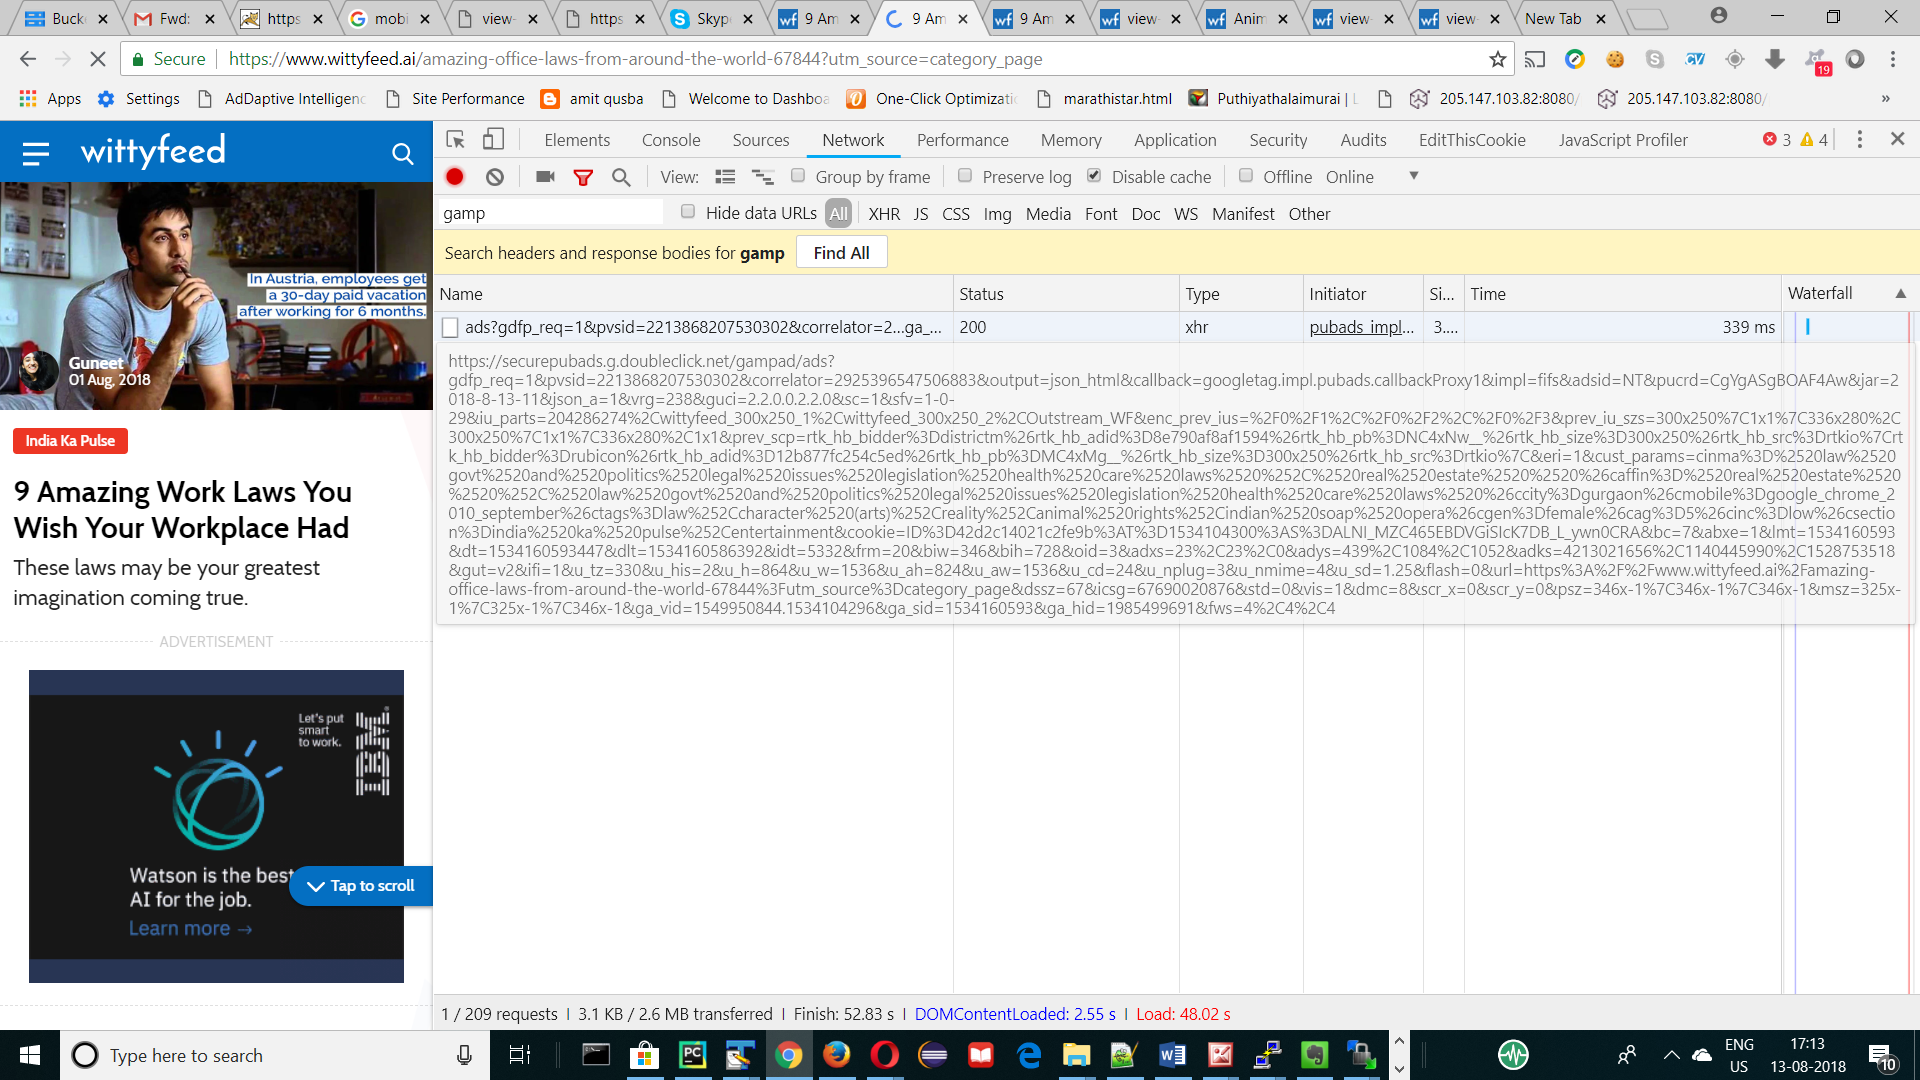 Bucke
Fwd:
https
mobi
view-
https
Skype
9 Am
9 Am
9 Am
view-
Anim
view-
view-
New Tab
Secure
https://www.wittyfeed.ai/amazing-office-laws-from-around-the-world-67844?utm_source=category_page
19
Apps
Settings
AdDaptive Intelligenc
Site Performance
amit qusba
Welcome to Dashboa
One-Click Optimizatio
marathistar.html
Puthiyathalaimurai | L
205.147.103.82:8080/
205.147.103.82:8080/
»
wittyfeed
In Austria, employees get
a 30-day paid vacation
after working for 6 months.
Guneet
01 Aug, 2018
India Ka Pulse
9 Amazing Work Laws You
Wish Your Workplace Had
These laws may be your greatest
imagination coming true.
ADVERTISEMENT
Let's put
smart
to work.
IBM
Watson is the best
AI for the job.
Learn more →
Tap to scroll
Elements
Console
Sources
Network
Performance
Memory
Application
Security
Audits
EditThisCookie
JavaScript Profiler
3
4
View:
Group by frame
Preserve log
Disable cache
Offline
Online
gamp
Hide data URLs
All
XHR
JS
CSS
Img
Media
Font
Doc
WS
Manifest
Other
Search headers and response bodies for gamp
Find All
Name
Status
Type
Initiator
Si...
Time
Waterfall
ads?gdfp_req=1&pvsid=2213868207530302&correlator=2...ga_...
200
xhr
pubads_impl...
3....
339 ms
https://securepubads.g.doubleclick.net/gampad/ads?
gdfp_req=1&pvsid=2213868207530302&correlator=2925396547506883&output=json_html&callback=googletag.impl.pubads.callbackProxy1&impl=fifs&adsid=NT&pucrd=CgYgASgBOAF4Aw&jar=2
018-8-13-11&json_a=1&vrg=238&guci=2.2.0.0.2.2.0&sc=1&sfv=1-0-
29&iu_parts=204286274%2Cwittyfeed_300x250_1%2Cwittyfeed_300x250_2%2COutstream_WF&enc_prev_ius=%2F0%2F1%2C%2F0%2F2%2C%2F0%2F3&prev_iu_szs=300x250%7C1x1%7C336x280%2C
300x250%7C1x1%7C336x280%2C1x1&prev_scp=rtk_hb_bidder%3Ddistrictm%26rtk_hb_adid%3D8e790af8af1594%26rtk_hb_pb%3DNC4xNw__%26rtk_hb_size%3D300x250%26rtk_hb_src%3Drtkio%7Crt
k_hb_bidder%3Drubicon%26rtk_hb_adid%3D12b877fc254c5ed%26rtk_hb_pb%3DMC4xMg__%26rtk_hb_size%3D300x250%26rtk_hb_src%3Drtkio%7C&eri=1&cust_params=cinma%3D%2520law%2520
govt%2520and%2520politics%2520legal%2520issues%2520legislation%2520health%2520care%2520laws%2520%252C%2520real%2520estate%2520%2520%26caffin%3D%2520real%2520estate%2520
%2520%252C%2520law%2520govt%2520and%2520politics%2520legal%2520issues%2520legislation%2520health%2520care%2520laws%2520%26ccity%3Dgurgaon%26cmobile%3Dgoogle_chrome_2
010_september%26ctags%3Dlaw%252Ccharacter%2520(arts)%252Creality%252Canimal%2520rights%252Cindian%2520soap%2520opera%26cgen%3Dfemale%26cag%3D5%26cinc%3Dlow%26csectio
n%3Dindia%2520ka%2520pulse%252Centertainment&cookie=ID%3D42d2c14021c2fe9b%3AT%3D1534104300%3AS%3DALNI_MZC465EBDVGiSIcK7DB_L_ywn0CRA&bc=7&abxe=1&lmt=1534160593
&dt=1534160593447&dlt=1534160586392&idt=5332&frm=20&biw=346&bih=728&oid=3&adxs=23%2C23%2C0&adys=439%2C1084%2C1052&adks=4213021656%2C1140445990%2C1528753518
&gut=v2&ifi=1&u_tz=330&u_his=2&u_h=864&u_w=1536&u_ah=824&u_aw=1536&u_cd=24&u_nplug=3&u_nmime=4&u_sd=1.25&flash=0&url=https%3A%2F%2Fwww.wittyfeed.ai%2Famazing-
office-laws-from-around-the-world-67844%3Futm_source%3Dcategory_page&dssz=67&icsg=67690020876&std=0&vis=1&dmc=8&scr_x=0&scr_y=0&psz=346x-1%7C346x-1%7C346x-1&msz=325x-
1%7C325x-1%7C346x-1&ga_vid=1549950844.1534104296&ga_sid=1534160593&ga_hid=1985499691&fws=4%2C4%2C4
1 / 209 requests | 3.1 KB / 2.6 MB transferred | Finish: 52.83 s | DOMContentLoaded: 2.55 s | Load: 48.02 s
Type here to search
ENG
US
17:13
13-08-2018
10